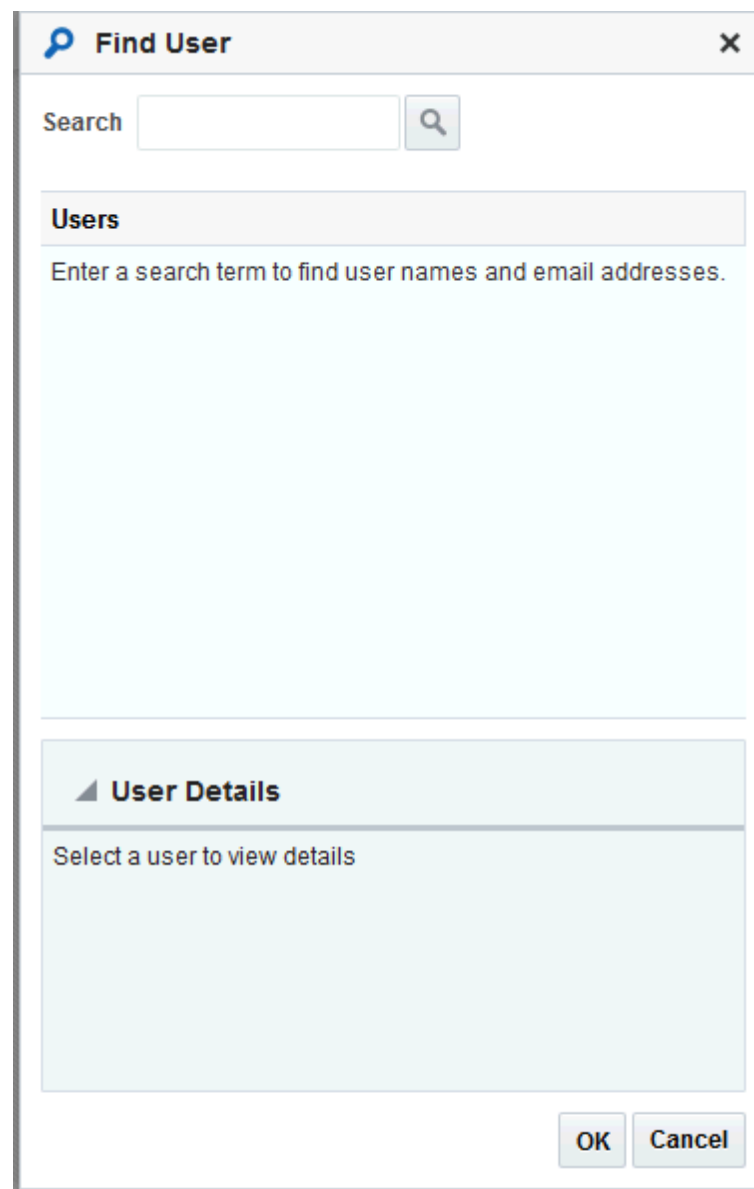 Find User
Search
Users
Enter a search term to find user names and email addresses.
User Details
Select a user to view details
OK Cancel